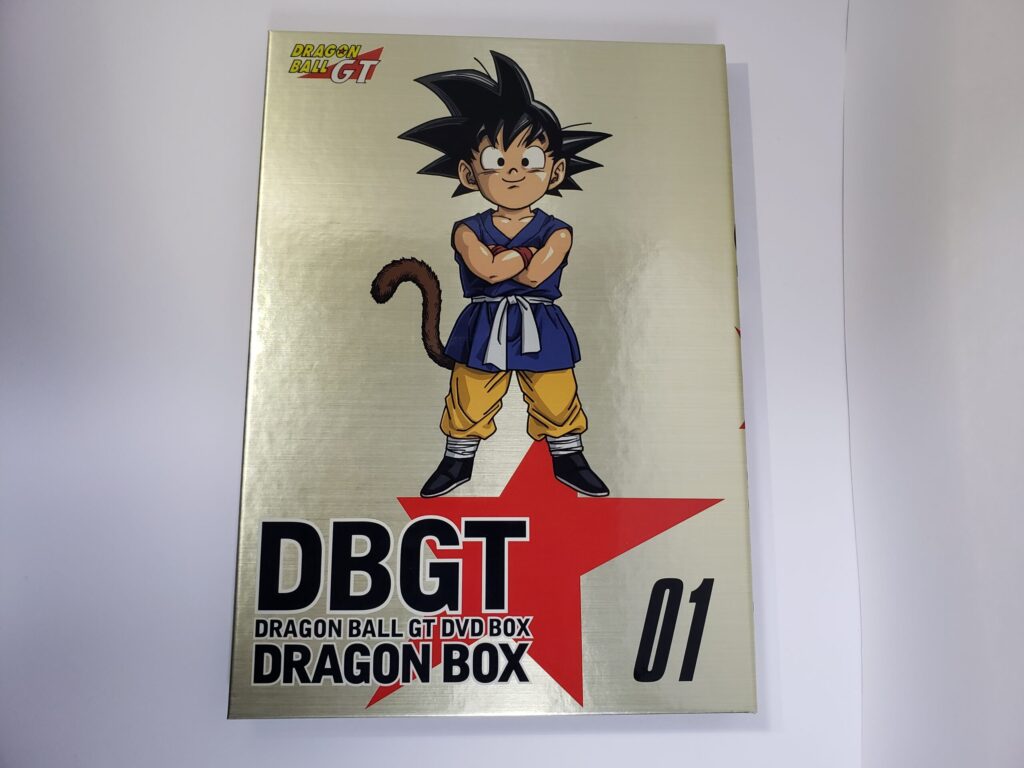 DRAGON
BALL GT
DBGT
DRAGON BALL GT DVD BOX
DRAGON BOX
01